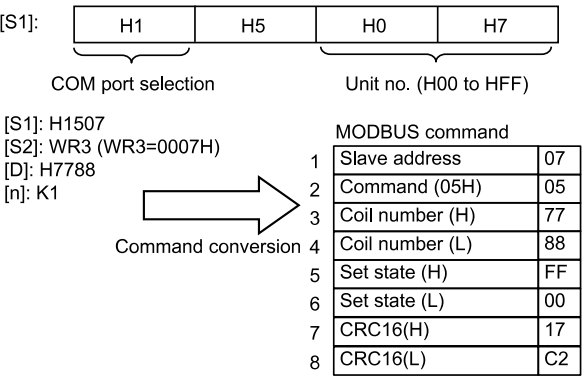 [S1]: H1 H5 H0 H7
COM port selection Unit no. (H00 to HFF)
[S1]: H1507
[S2]: WR3 (WR3=0007H)
[D]: H7788
[n]: K1
Command conversion
MODBUS command
1 Slave address 07
2 Command (05H) 05
3 Coil number (H) 77
4 Coil number (L) 88
5 Set state (H) FF
6 Set state (L) 00
7 CRC16(H) 17
8 CRC16(L) C2